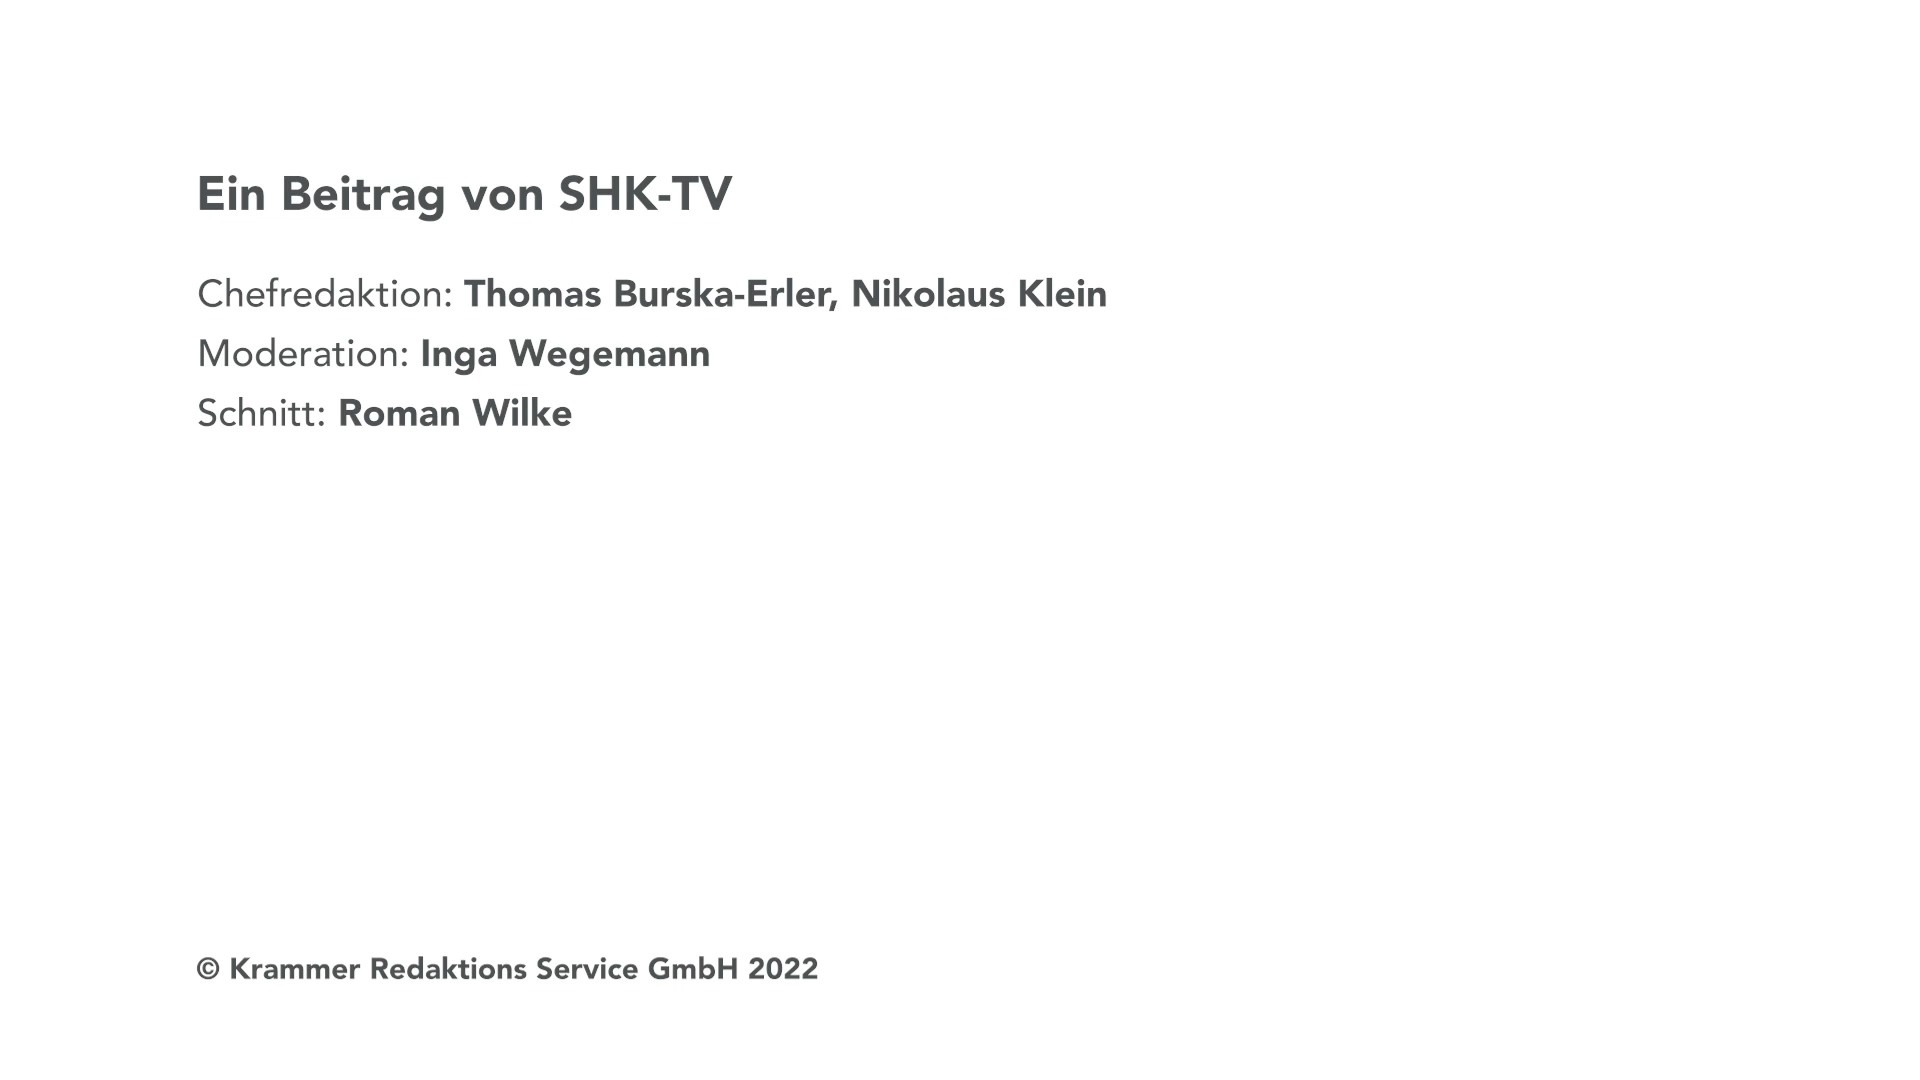 Ein Beitrag von SHK-TV
Chefredaktion: Thomas Burska-Erler, Nikolaus Klein
Moderation: Inga Wegemann
Schnitt: Roman Wilke
© Krammer Redaktions Service GmbH 2022